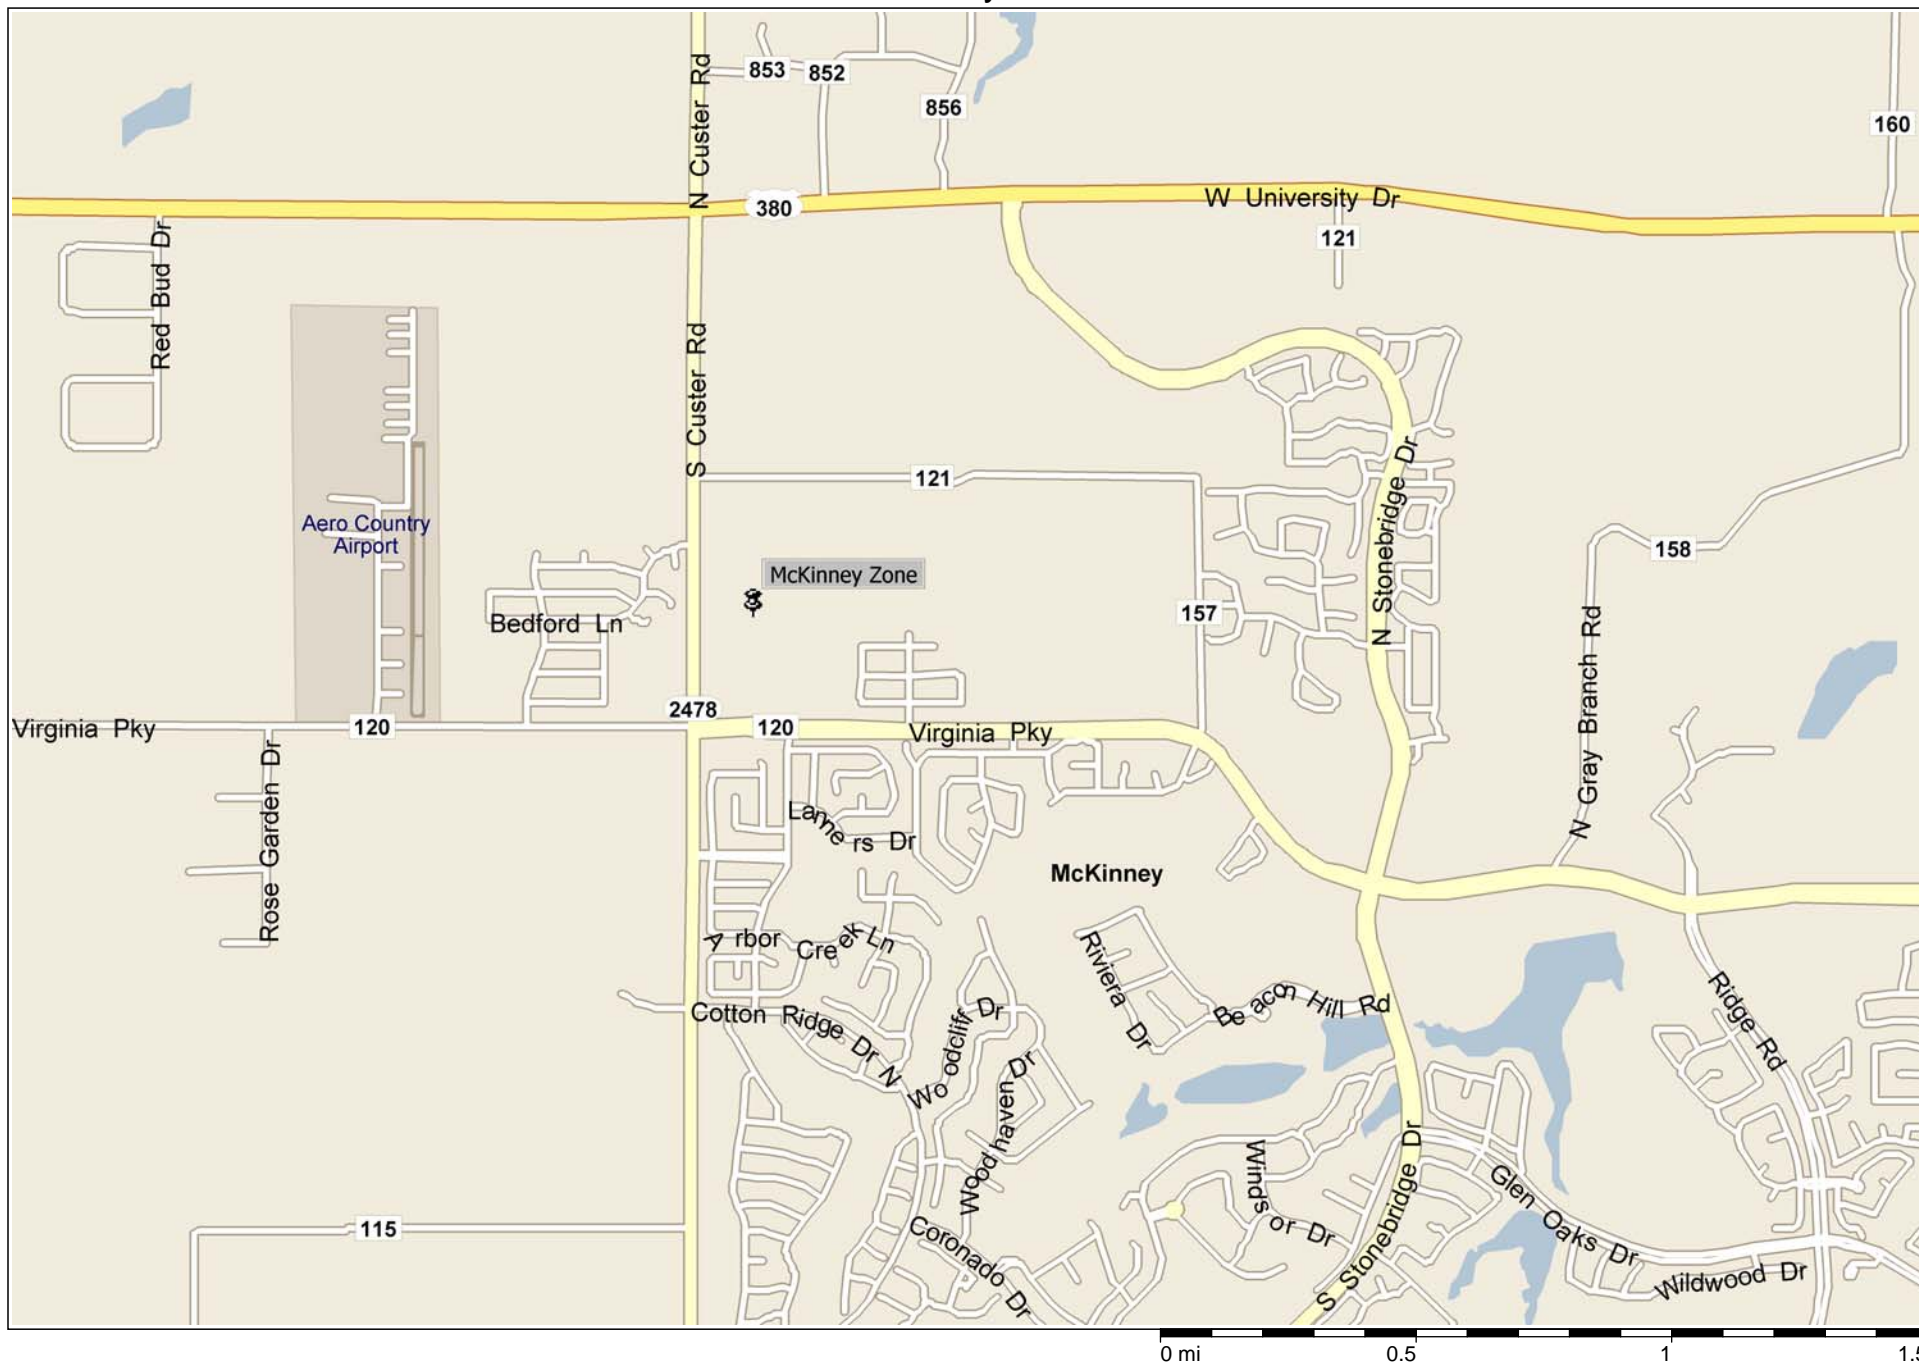 N Custer Rd
853
852
856
160
W University Dr
380
121
Red Bud Dr
S Custer Rd
N Stonebridge Dr
121
Aero Country
Airport
158
McKinney Zone
157
Bedford Ln
N Gray Branch Rd
2478
Virginia Pky
120
120
Virginia Pky
Rose Garden Dr
Lamners Dr
McKinney
Arbor Creek Ln
Riviera Dr
Beacon Hill Rd
Ridge Rd
Cotton Ridge Dr N
Woodcliff Dr
Woodhaven Dr
Windsor Dr
S Stonebridge Dr
Glen Oaks Dr
115
Coronado Dr
Wildwood Dr
0 mi
0.5
1
1.5